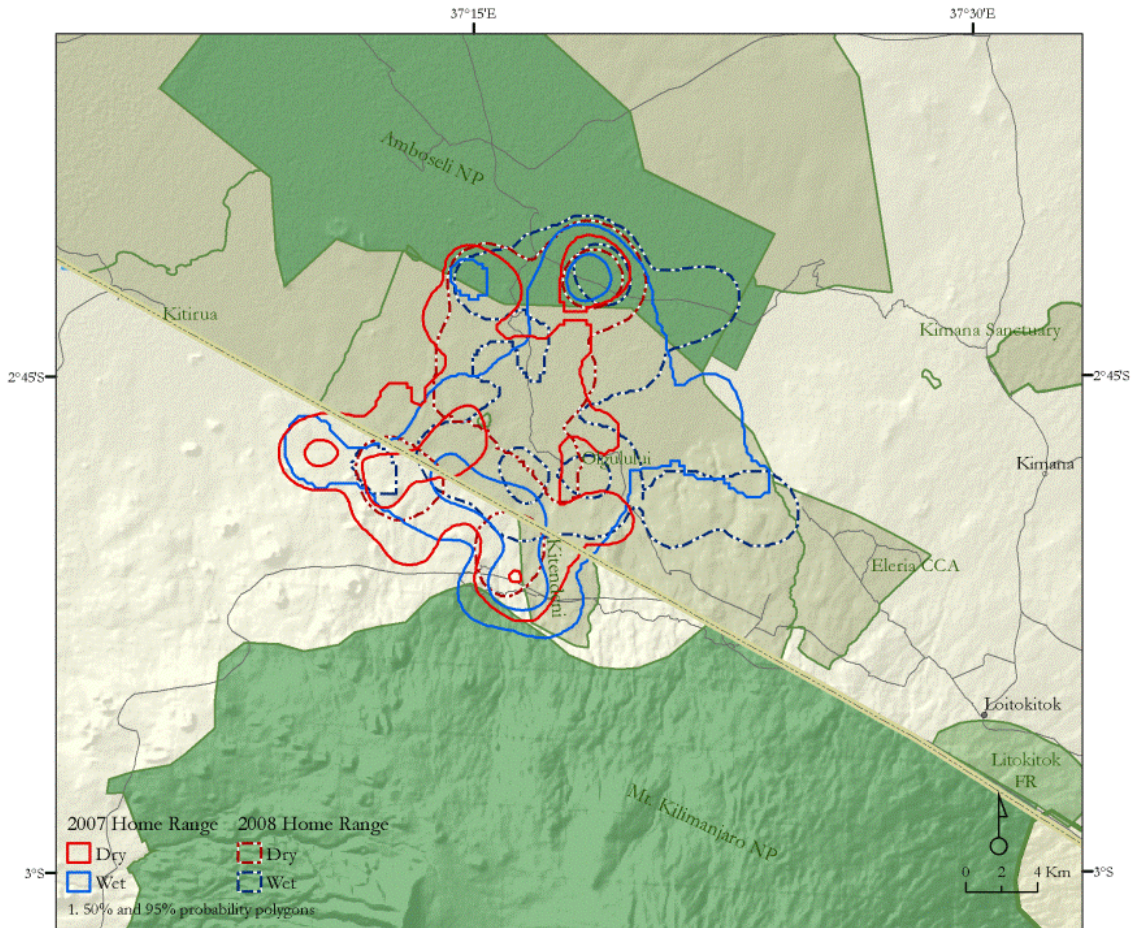 37°15'E
37°30'E
Amboseli NP
Kitirua
Kimana Sanctuary
2°45'S
2°45'S
Olgulului
Kimana
Eleria CCA
Kitenden
Loitokitok
Litokitok
FR
Mt. Kilimanjaro NP
2007 Home Range 2008 Home Range
Dry Dry
Wet Wet
1. 50% and 95% probability polygons
3°S
3°S
0 2 4 Km